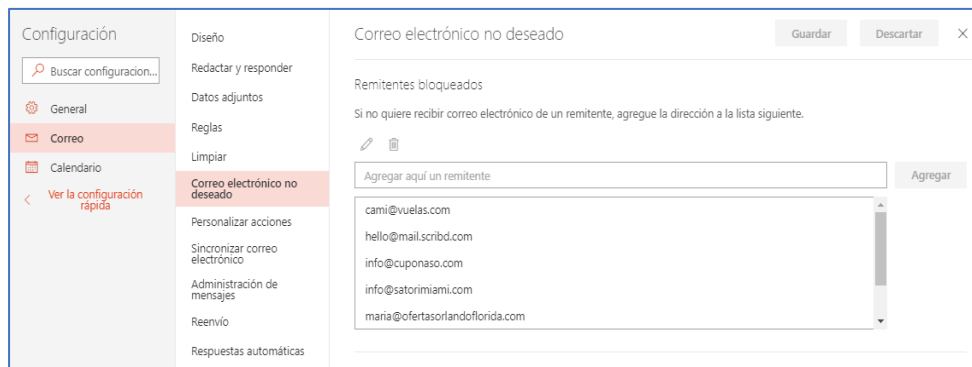 Configuración
Buscar configuracion...
General
Correo
Calendario
Ver la configuración
rápida
Diseño
Redactar y responder
Datos adjuntos
Reglas
Limpiar
Correo electrónico no
deseado
Personalizar acciones
Sincronizar correo
electrónico
Administración de
mensajes
Reenvío
Respuestas automáticas
Correo electrónico no deseado
Guardar
Descartar
Remitentes bloqueados
Si no quiere recibir correo electrónico de un remitente, agregue la dirección a la lista siguiente.
Agregar aquí un remitente
Agregar
cami@vuelas.com
hello@mail.scribd.com
info@cuponaso.com
info@satorimiami.com
maria@ofertasorlandoflorida.com